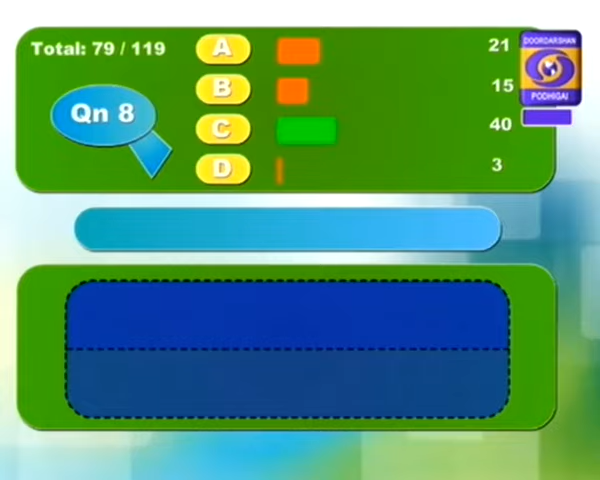 Total: 79 / 119
A
21
B
15
Qn 8
C
40
D
3
DOORDARSHAN
PODHIGAI